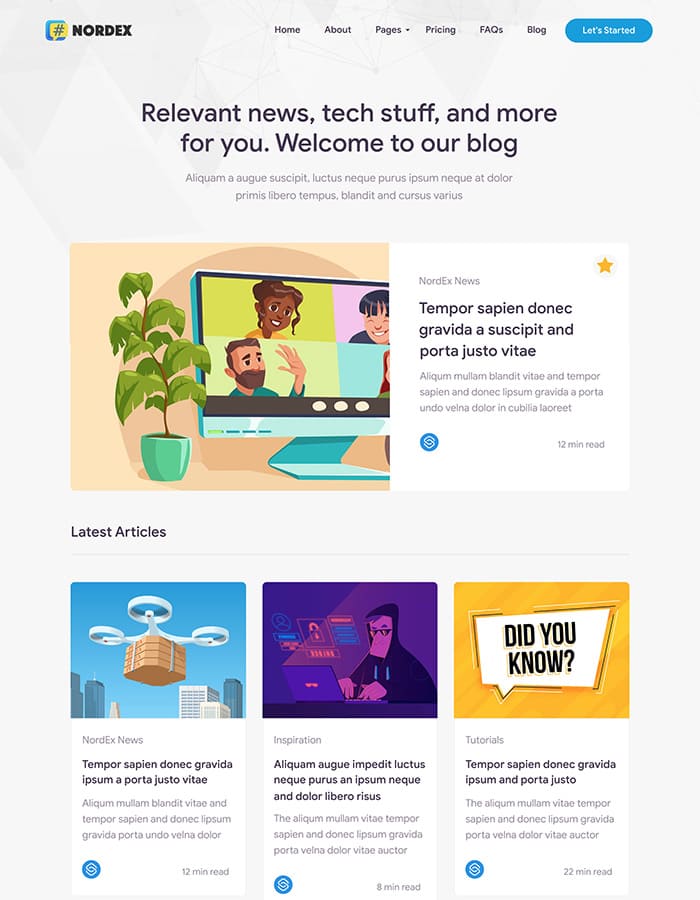 # NORDEX
Home About Pages Pricing FAQs Blog Let's Started
Relevant news, tech stuff, and more
for you. Welcome to our blog
Aliquam a augue suscipit, luctus neque purus ipsum neque at dolor
primis libero tempus, blandit and cursus varius
NordEx News
Tempor sapien donec
gravida a suscipit and
porta justo vitae
Aliqum mullam blandit vitae and tempor
sapien and donec lipsum gravida a porta
undo velna dolor in cubilia laoreet
12 min read
Latest Articles
DID YOU
KNOW?
NordEx News
Tempor sapien donec gravida
ipsum a porta justo vitae
Aliqum mullam blandit vitae and
tempor sapien and donec lipsum
gravida porta undo velna dolor
12 min read
Inspiration
Aliquam augue impedit luctus
neque purus an ipsum neque
and dolor libero risus
The aliqum mullam vitae tempor
sapien and donec lipsum gravida
porta velna dolor vitae auctor
8 min read
Tutorials
Tempor sapien donec gravida
ipsum and porta justo
The aliqum mullam vitae tempor
sapien and donec lipsum gravida
porta velna dolor vitae auctor
22 min read